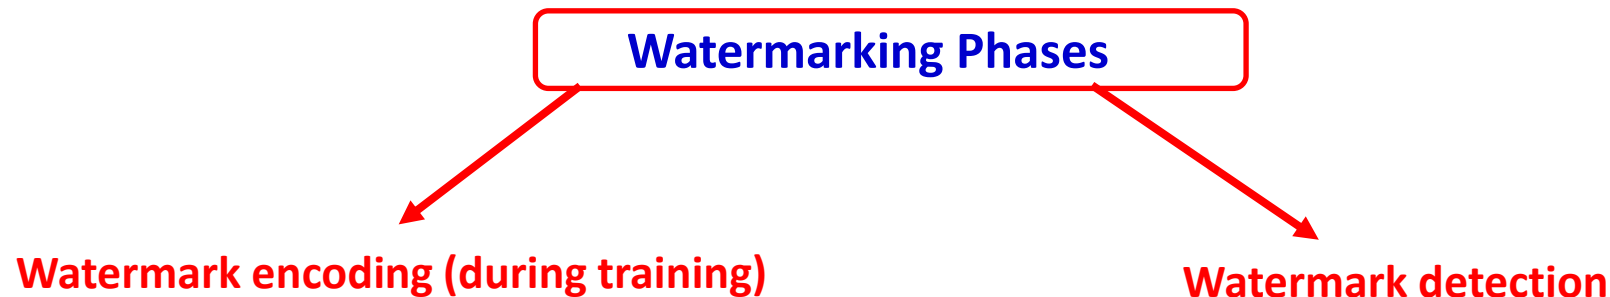 Watermarking Phases
Watermark encoding (during training)
Watermark detection